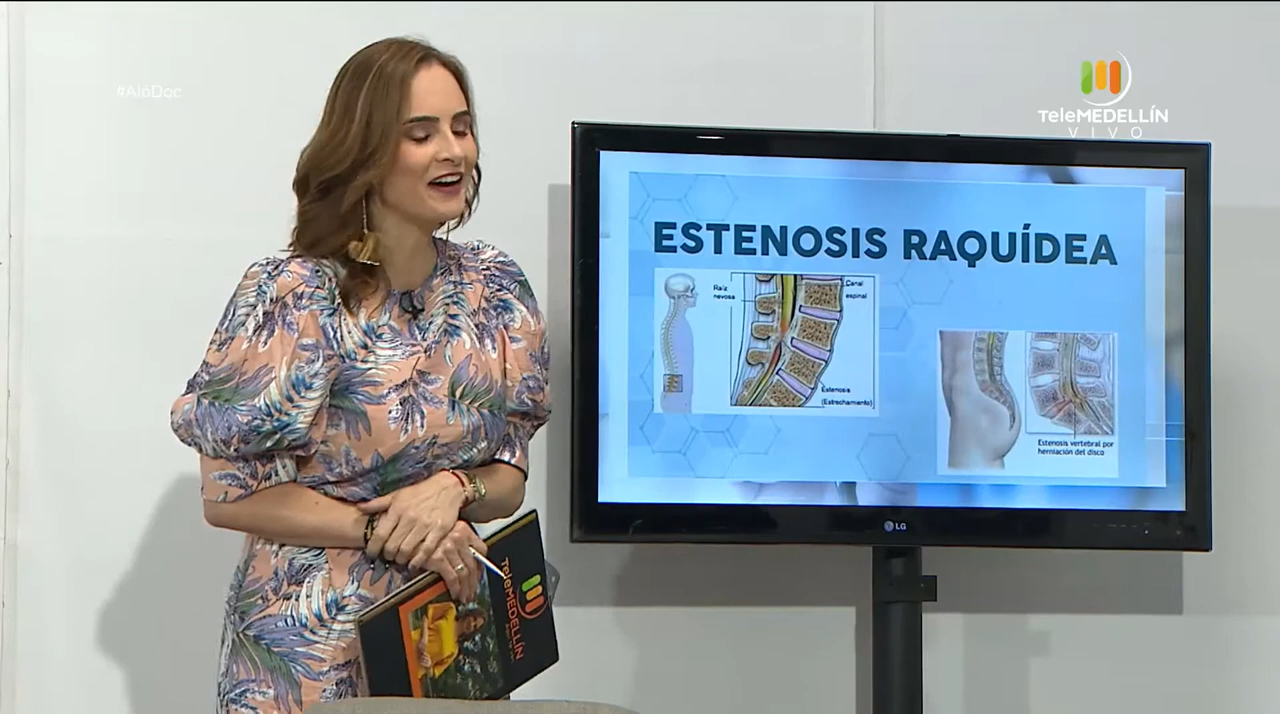 #AlóDoc
TeleMEDELLÍN
VIVO
ESTENOSIS RAQUÍDEA
Raíz
nevosa
Canal
espinal
Estenosis
(Estrechamiento)
Estenosis vertebral por
herniación del disco
LG
TeleMEDELLÍN